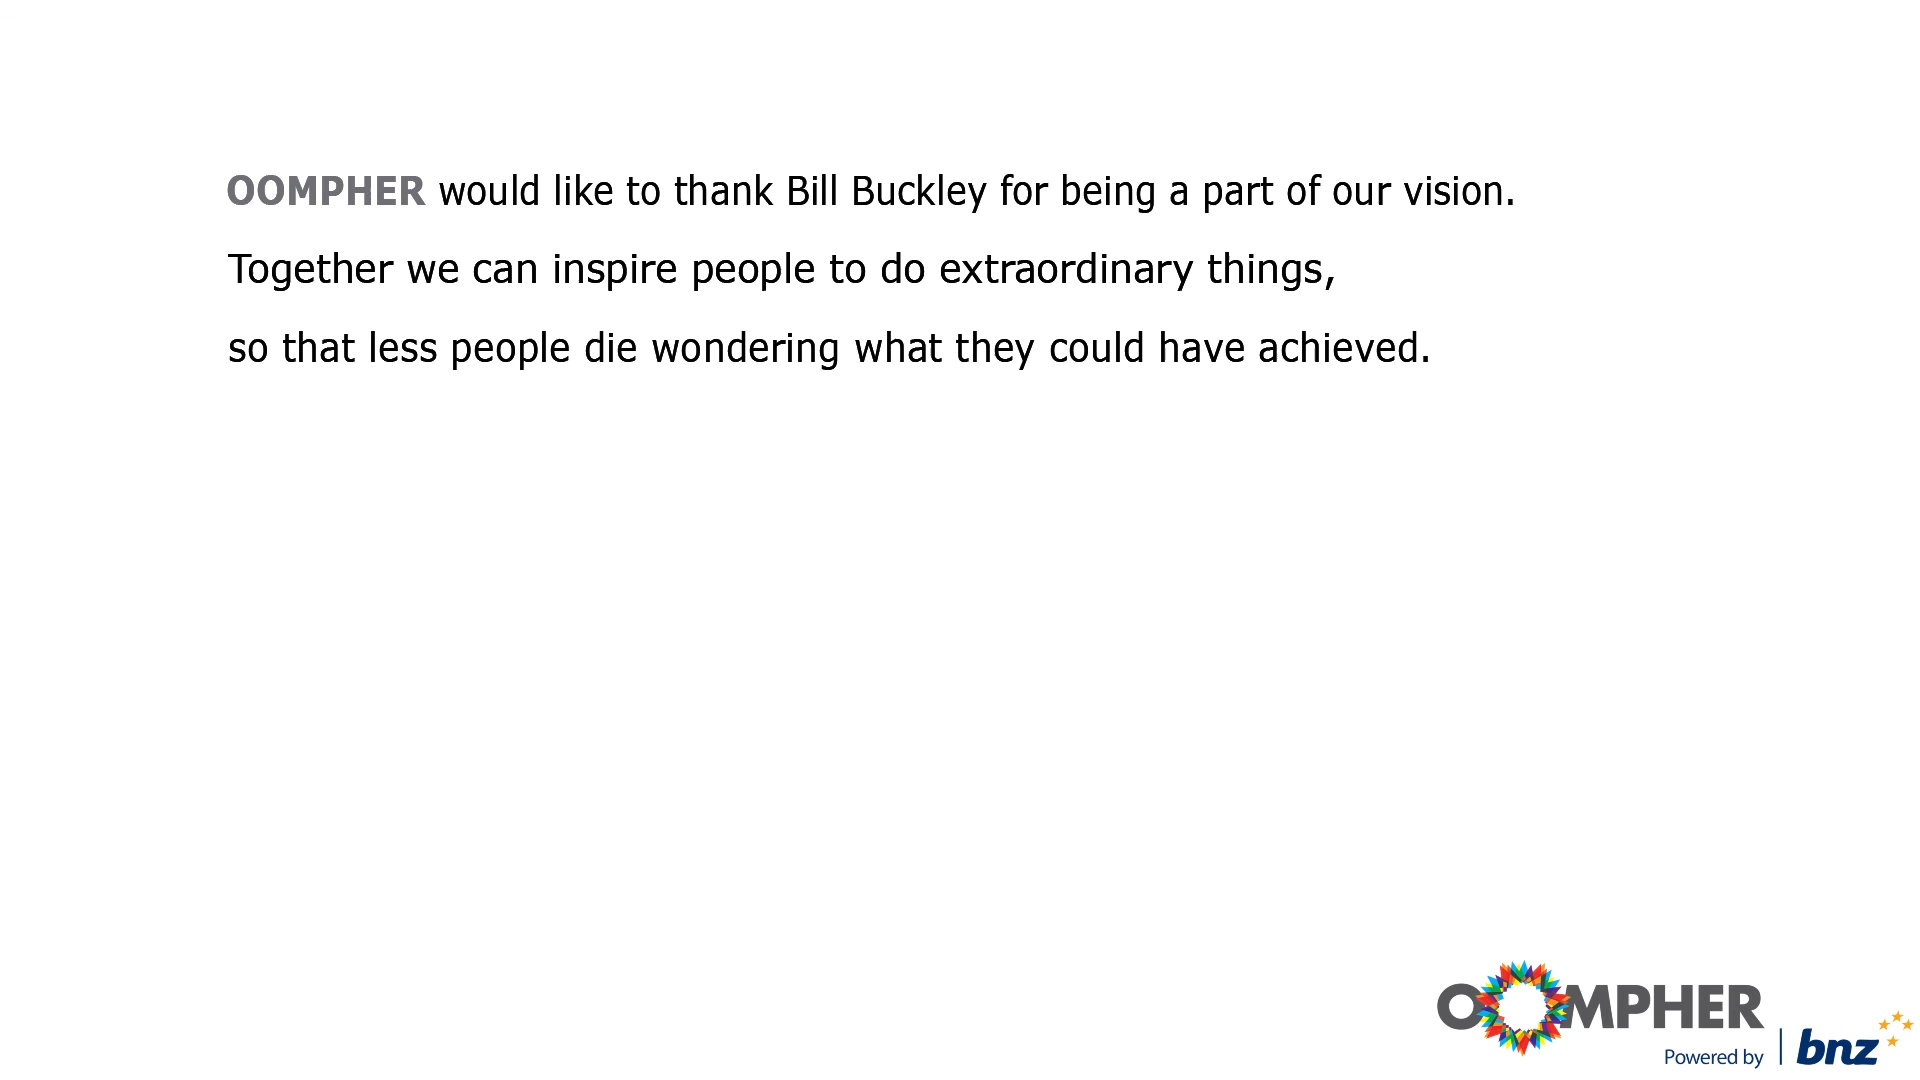 OOMPHER would like to thank Bill Buckley for being a part of our vision.
Together we can inspire people to do extraordinary things,
so that less people die wondering what they could have achieved.
OOMPHER
Powered by bnz